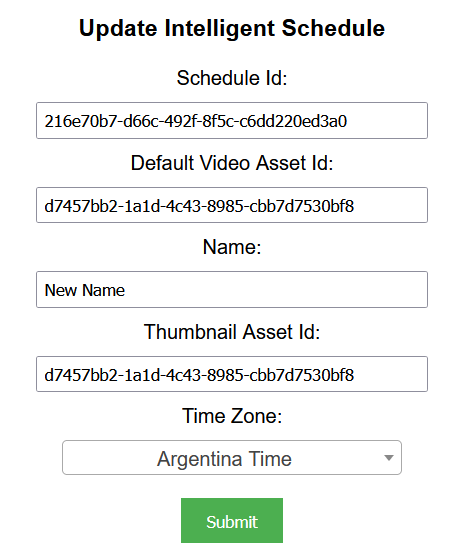 Update Intelligent Schedule
Schedule Id:
216e70b7-d66c-492f-8f5c-c6dd220ed3a0
Default Video Asset Id:
d7457bb2-1a1d-4c43-8985-cbb7d7530bf8
Name:
New Name
Thumbnail Asset Id:
d7457bb2-1a1d-4c43-8985-cbb7d7530bf8
Time Zone:
Argentina Time
Submit